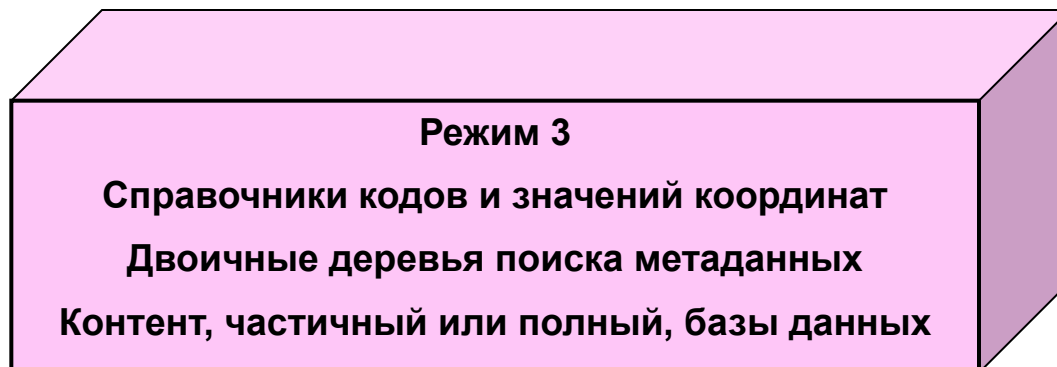 Режим 3
Справочники кодов и значений координат
Двоичные деревья поиска метаданных
Контент, частичный или полный, базы данных